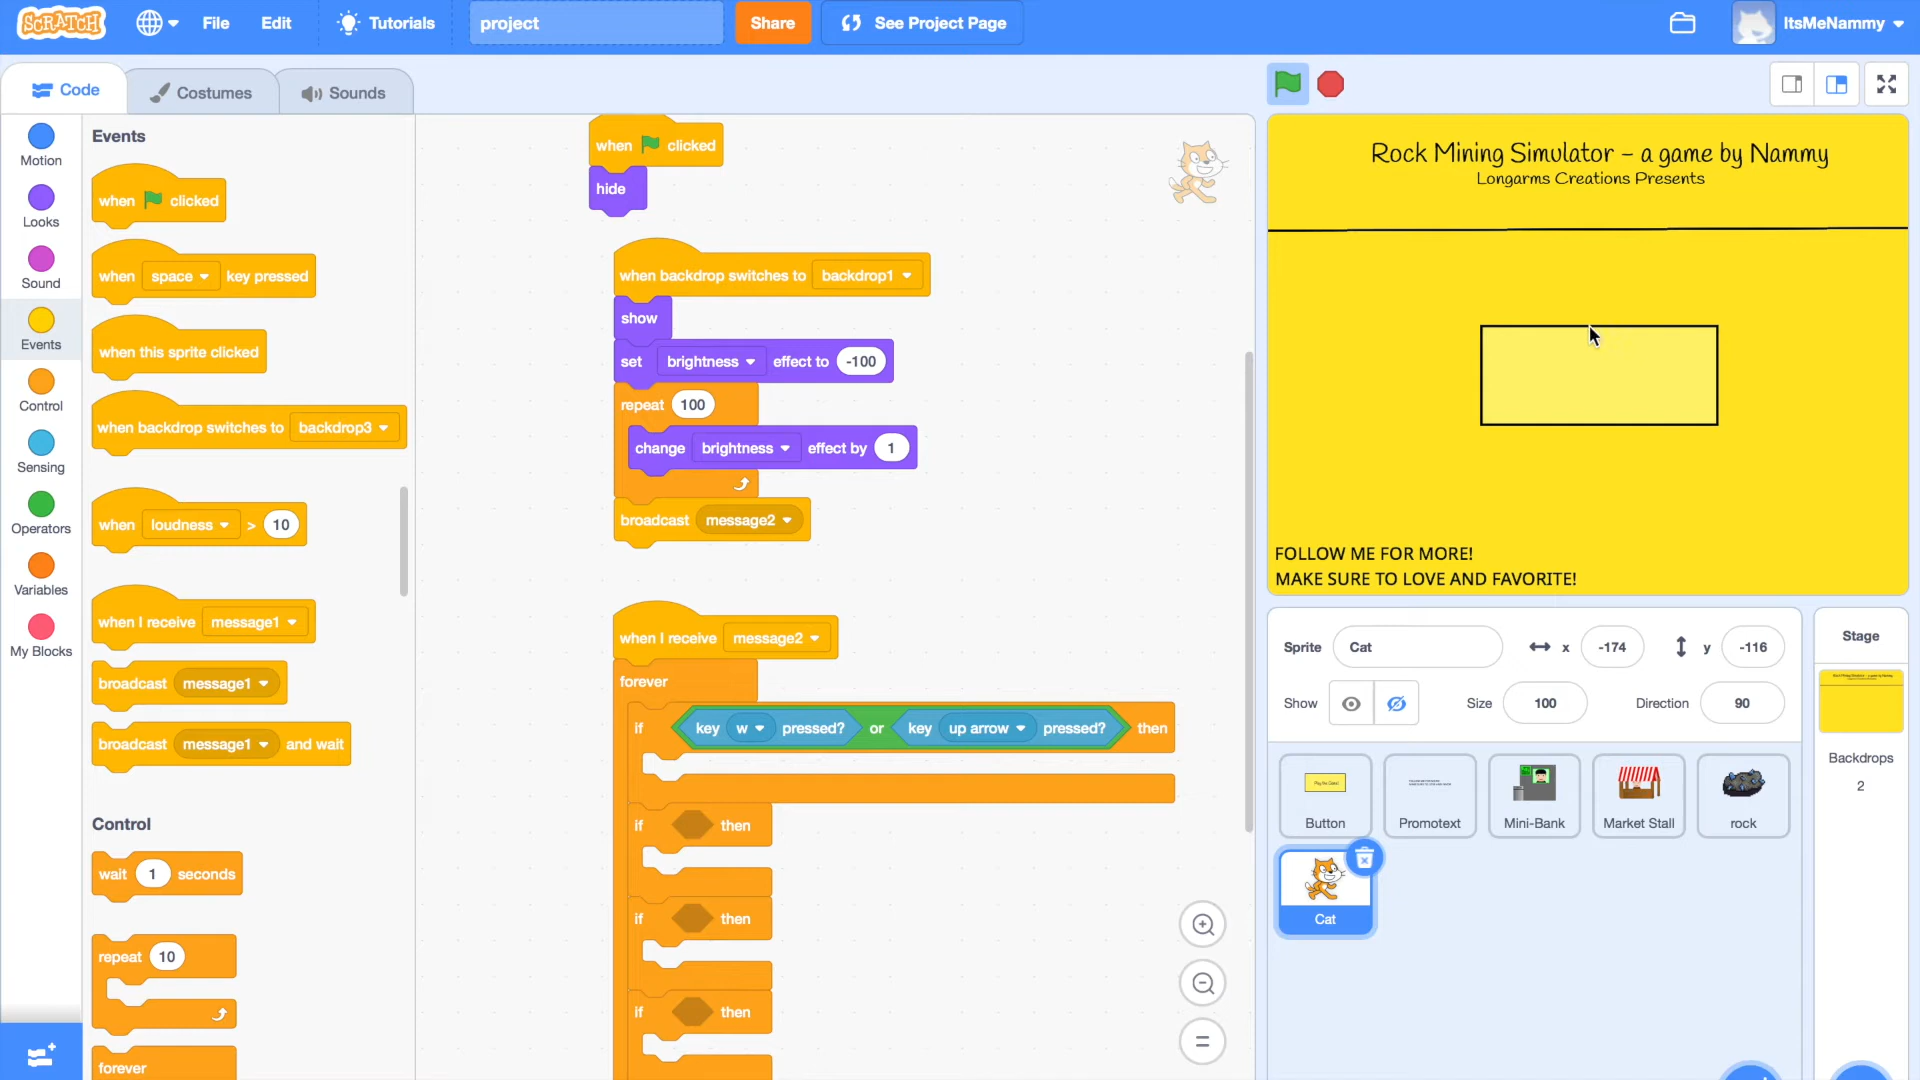 SCRATCH
File
Edit
Tutorials
project
Share
See Project Page
ItsMeNammy
Code
Costumes
Sounds
Motion
Looks
Sound
Events
Control
Sensing
Operators
Variables
My Blocks
Events
when clicked
when space key pressed
when this sprite clicked
when backdrop switches to backdrop3
when loudness > 10
when I receive message1
broadcast message1
broadcast message1 and wait
Control
wait 1 seconds
repeat 10
forever
when clicked
hide
when backdrop switches to backdrop1
show
set brightness effect to -100
repeat 100
change brightness effect by 1
broadcast message2
when I receive message2
forever
if key w pressed? or key up arrow pressed? then
if then
if then
if then
Rock Mining Simulator - a game by Nammy
Longarms Creations Presents
FOLLOW ME FOR MORE!
MAKE SURE TO LOVE AND FAVORITE!
Sprite Cat x -174 y -116
Show Size 100 Direction 90
Button
Promotext
Mini-Bank
Market Stall
rock
Cat
Stage
Backdrops
2